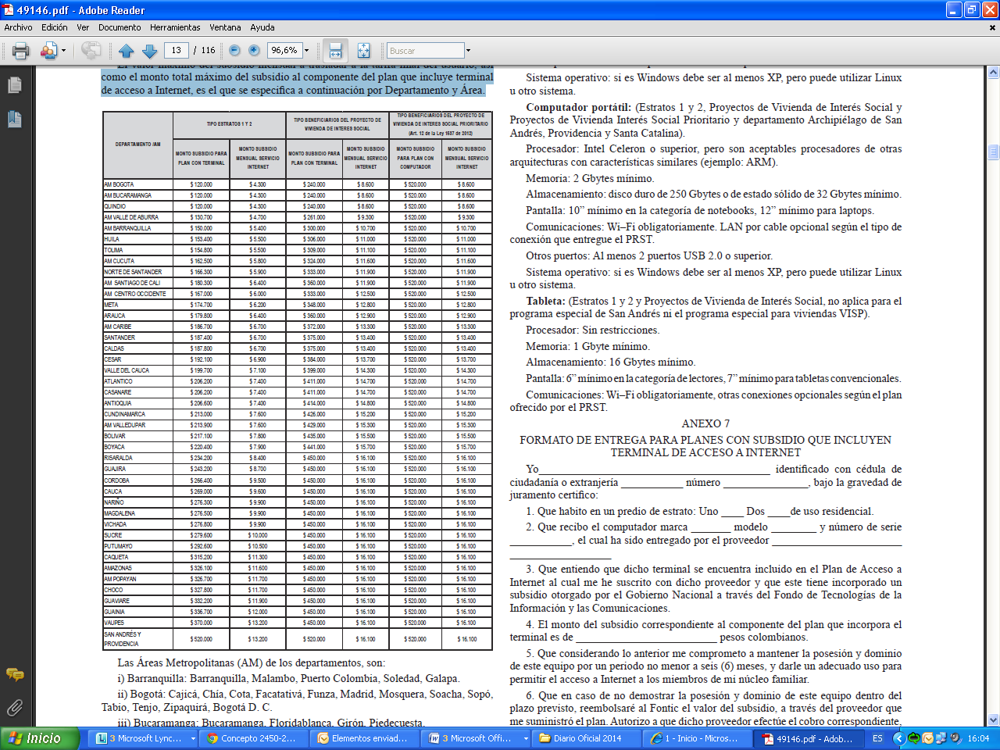 49146.pdf - Adobe Reader
Archivo Edición Ver Documento Herramientas Ventana Ayuda
13 / 116 96,6% Buscar
El valor máximo del subsidio mensual a trasladar a la tarifa final del usuario, así
como el monto total máximo del subsidio al componente del plan que incluye terminal
de acceso a Internet, es el que se especifica a continuación por Departamento y Área.
DEPARTAMENTO /AM TIPO ESTRATOS 1 Y 2 TIPO BENEFICIARIOS DEL PROYECTO DE VIVIENDA DE INTERES SOCIAL TIPO BENEFICIARIOS DEL PROYECTO DE VIVIENDA DE INTERES SOCIAL PRIORITARIO (Art. 12 de la Ley 1537 de 2012)
MONTO SUBSIDIO PARA PLAN CON TERMINAL MONTO SUBSIDIO MENSUAL SERVICIO INTERNET MONTO SUBSIDIO PARA PLAN CON TERMINAL MONTO SUBSIDIO MENSUAL SERVICIO INTERNET MONTO SUBSIDIO PARA PLAN CON COMPUTADOR MONTO SUBSIDIO MENSUAL SERVICIO INTERNET
AM BOGOTA $ 120.000 $ 4.300 $ 240.000 $ 8.600 $ 520.000 $ 8.600
AM BUCARAMANGA $ 120.000 $ 4.300 $ 240.000 $ 8.600 $ 520.000 $ 8.600
QUINDIO $ 120.000 $ 4.300 $ 240.000 $ 8.600 $ 520.000 $ 8.600
AM VALLE DE ABURRA $ 130.700 $ 4.700 $ 261.000 $ 9.300 $ 520.000 $ 9.300
AM BARRANQUILLA $ 150.000 $ 5.400 $ 300.000 $ 10.700 $ 520.000 $ 10.700
HUILA $ 153.400 $ 5.500 $ 306.000 $ 11.000 $ 520.000 $ 11.000
TOLIMA $ 154.800 $ 5.500 $ 309.000 $ 11.100 $ 520.000 $ 11.100
AM CUCUTA $ 162.500 $ 5.800 $ 324.000 $ 11.600 $ 520.000 $ 11.600
NORTE DE SANTANDER $ 166.300 $ 5.900 $ 333.000 $ 11.900 $ 520.000 $ 11.900
AM SANTIAGO DE CALI $ 180.300 $ 6.400 $ 360.000 $ 11.900 $ 520.000 $ 11.900
AM CENTRO OCCIDENTE $ 167.000 $ 6.000 $ 333.000 $ 12.500 $ 520.000 $ 12.500
META $ 174.700 $ 6.200 $ 348.000 $ 12.800 $ 520.000 $ 12.800
ARAUCA $ 179.800 $ 6.400 $ 360.000 $ 12.900 $ 520.000 $ 12.900
AM CARIBE $ 186.700 $ 6.700 $ 372.000 $ 13.300 $ 520.000 $ 13.300
SANTANDER $ 187.400 $ 6.700 $ 375.000 $ 13.400 $ 520.000 $ 13.400
CALDAS $ 187.800 $ 6.700 $ 375.000 $ 13.400 $ 520.000 $ 13.400
CESAR $ 192.100 $ 6.900 $ 384.000 $ 13.700 $ 520.000 $ 13.700
VALLE DEL CAUCA $ 199.700 $ 7.100 $ 399.000 $ 14.300 $ 520.000 $ 14.300
ATLANTICO $ 206.200 $ 7.400 $ 411.000 $ 14.700 $ 520.000 $ 14.700
CASANARE $ 206.200 $ 7.400 $ 411.000 $ 14.700 $ 520.000 $ 14.700
ANTIOQUIA $ 206.600 $ 7.400 $ 414.000 $ 14.800 $ 520.000 $ 14.800
CUNDINAMARCA $ 213.000 $ 7.600 $ 426.000 $ 15.200 $ 520.000 $ 15.200
AM VALLEDUPAR $ 213.900 $ 7.600 $ 429.000 $ 15.300 $ 520.000 $ 15.300
BOLIVAR $ 217.100 $ 7.800 $ 435.000 $ 15.500 $ 520.000 $ 15.500
BOYACA $ 220.400 $ 7.900 $ 441.000 $ 15.700 $ 520.000 $ 15.700
RISARALDA $ 234.200 $ 8.400 $ 450.000 $ 16.100 $ 520.000 $ 16.100
GUAJIRA $ 243.200 $ 8.700 $ 450.000 $ 16.100 $ 520.000 $ 16.100
CORDOBA $ 266.400 $ 9.500 $ 450.000 $ 16.100 $ 520.000 $ 16.100
CAUCA $ 269.000 $ 9.600 $ 450.000 $ 16.100 $ 520.000 $ 16.100
NARIÑO $ 276.300 $ 9.900 $ 450.000 $ 16.100 $ 520.000 $ 16.100
MAGDALENA $ 276.500 $ 9.900 $ 450.000 $ 16.100 $ 520.000 $ 16.100
VICHADA $ 276.800 $ 9.900 $ 450.000 $ 16.100 $ 520.000 $ 16.100
SUCRE $ 279.600 $ 10.000 $ 450.000 $ 16.100 $ 520.000 $ 16.100
PUTUMAYO $ 292.600 $ 10.500 $ 450.000 $ 16.100 $ 520.000 $ 16.100
CAQUETA $ 315.200 $ 11.300 $ 450.000 $ 16.100 $ 520.000 $ 16.100
AMAZONAS $ 326.100 $ 11.600 $ 450.000 $ 16.100 $ 520.000 $ 16.100
AM POPAYAN $ 326.700 $ 11.700 $ 450.000 $ 16.100 $ 520.000 $ 16.100
CHOCO $ 327.800 $ 11.700 $ 450.000 $ 16.100 $ 520.000 $ 16.100
GUAVIARE $ 332.200 $ 11.900 $ 450.000 $ 16.100 $ 520.000 $ 16.100
GUAINIA $ 336.700 $ 12.000 $ 450.000 $ 16.100 $ 520.000 $ 16.100
VAUPES $ 370.000 $ 13.200 $ 450.000 $ 16.100 $ 520.000 $ 16.100
SAN ANDRÉS Y PROVIDENCIA $ 520.000 $ 13.200 $ 520.000 $ 16.100 $ 520.000 $ 16.100
Las Áreas Metropolitanas (AM) de los departamentos, son:
i) Barranquilla: Barranquilla, Malambo, Puerto Colombia, Soledad, Galapa.
ii) Bogotá: Cajicá, Chía, Cota, Facatativá, Funza, Madrid, Mosquera, Soacha, Sopó,
Tabio, Tenjo, Zipaquirá, Bogotá D. C.
iii) Bucaramanga: Bucaramanga, Floridablanca, Girón, Piedecuesta.
Sistema operativo: si es Windows debe ser al menos XP, pero puede utilizar Linux
u otro sistema.
Computador portátil: (Estratos 1 y 2, Proyectos de Vivienda de Interés Social y
Proyectos de Vivienda Interés Social Prioritario y departamento Archipiélago de San
Andrés, Providencia y Santa Catalina).
Procesador: Intel Celeron o superior, pero son aceptables procesadores de otras
arquitecturas con características similares (ejemplo: ARM).
Memoria: 2 Gbytes mínimo.
Almacenamiento: disco duro de 250 Gbytes o de estado sólido de 32 Gbytes mínimo.
Pantalla: 10” mínimo en la categoría de notebooks, 12” mínimo para laptops.
Comunicaciones: Wi–Fi obligatoriamente. LAN por cable opcional según el tipo de
conexión que entregue el PRST.
Otros puertos: Al menos 2 puertos USB 2.0 o superior.
Sistema operativo: si es Windows debe ser al menos XP, pero puede utilizar Linux
u otro sistema.
Tableta: (Estratos 1 y 2 y Proyectos de Vivienda de Interés Social, no aplica para el
programa especial de San Andrés ni el programa especial para viviendas VISP).
Procesador: Sin restricciones.
Memoria: 1 Gbyte mínimo.
Almacenamiento: 16 Gbytes mínimo.
Pantalla: 6” mínimo en la categoría de lectores, 7” mínimo para tabletas convencionales.
Comunicaciones: Wi–Fi obligatoriamente, otras conexiones opcionales según el plan
ofrecido por el PRST.
ANEXO 7
FORMATO DE ENTREGA PARA PLANES CON SUBSIDIO QUE INCLUYEN
TERMINAL DE ACCESO A INTERNET
Yo________________________________________ identificado con cédula de
ciudadanía o extranjería ___________ número _______________, bajo la gravedad de
juramento certifico:
1. Que habito en un predio de estrato: Uno ____ Dos ____de uso residencial.
2. Que recibo el computador marca _______ modelo ________ y número de serie
___________, el cual ha sido entregado por el proveedor _______________________
__________________
3. Que entiendo que dicho terminal se encuentra incluido en el Plan de Acceso a
Internet al cual me he suscrito con dicho proveedor y que este tiene incorporado un
subsidio otorgado por el Gobierno Nacional a través del Fondo de Tecnologías de la
Información y las Comunicaciones.
4. El monto del subsidio correspondiente al componente del plan que incorpora el
terminal es de _________________________ pesos colombianos.
5. Que considerando lo anterior me comprometo a mantener la posesión y dominio
de este equipo por un periodo no menor a seis (6) meses, y darle un adecuado uso para
permitir el acceso a Internet a los miembros de mi núcleo familiar.
6. Que en caso de no demostrar la posesión y dominio de este equipo dentro del
plazo previsto, reembolsaré al Fontic el valor del subsidio, a través del proveedor que
me suministró el plan. Autorizo a que dicho proveedor efectúe el cobro correspondiente,
Inicio 3 Microsoft Lync... Concepto 2450-2... Elementos enviad... 3 Microsoft Offi... Diario Oficial 2014 1 - Inicio - Micros... 49146.pdf - Adob... ES 16:04